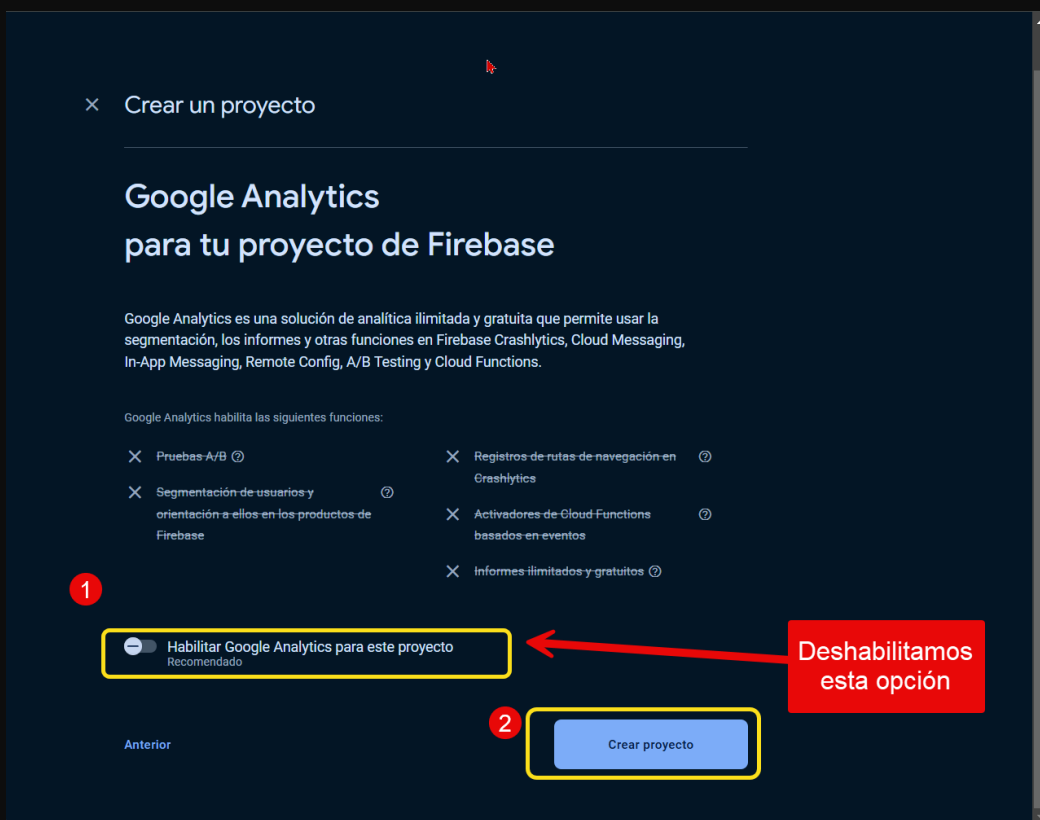 Crear un proyecto
Google Analytics
para tu proyecto de Firebase
Google Analytics es una solución de analítica ilimitada y gratuita que permite usar la
segmentación, los informes y otras funciones en Firebase Crashlytics, Cloud Messaging,
In-App Messaging, Remote Config, A/B Testing y Cloud Functions.
Google Analytics habilita las siguientes funciones:
Pruebas A/B
Segmentación de usuarios y
orientación a ellos en los productos de
Firebase
Registros de rutas de navegación en
Crashlytics
Activadores de Cloud Functions
basados en eventos
Informes ilimitados y gratuitos
1
Habilitar Google Analytics para este proyecto
Recomendado
Deshabilitamos
esta opción
2
Anterior
Crear proyecto